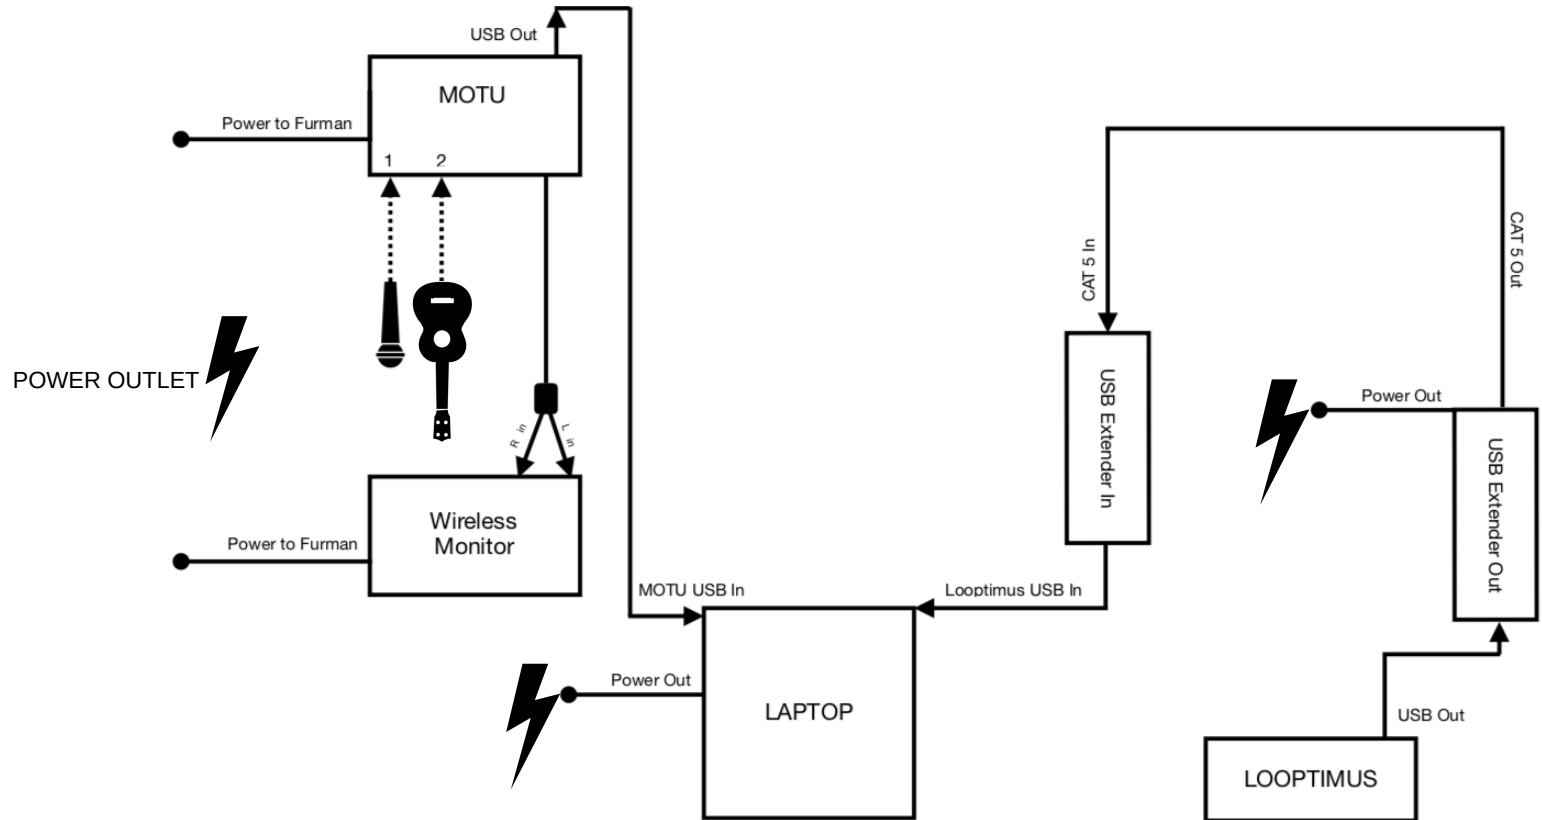 USB Out
MOTU
Power to Furman
1 2
R in
L in
POWER OUTLET
Wireless
Monitor
Power to Furman
MOTU USB In
Power Out
LAPTOP
Looptimus USB In
CAT 5 In
USB Extender In
CAT 5 Out
Power Out
USB Extender Out
USB Out
LOOPTIMUS